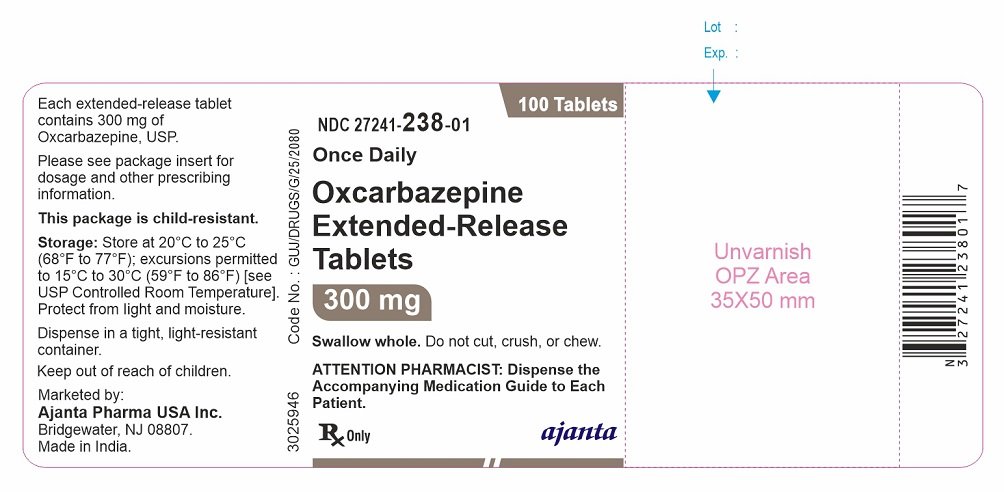 Lot :
Exp. :
Each extended-release tablet
contains 300 mg of
Oxcarbazepine, USP.
Please see package insert for
dosage and other prescribing
information.
This package is child-resistant.
Storage: Store at 20°C to 25°C
(68°F to 77°F); excursions permitted
to 15°C to 30°C (59°F to 86°F) [see
USP Controlled Room Temperature].
Protect from light and moisture.
Dispense in a tight, light-resistant
container.
Keep out of reach of children.
Marketed by:
Ajanta Pharma USA Inc.
Bridgewater, NJ 08807.
Made in India.
Code No. : GUJ/DRUGS/G/25/2080
3025946
100 Tablets
NDC 27241-238-01
Once Daily
Oxcarbazepine
Extended-Release
Tablets
300 mg
Swallow whole. Do not cut, crush, or chew.
ATTENTION PHARMACIST: Dispense the
Accompanying Medication Guide to Each
Patient.
Rx Only
ajanta
Unvarnish
OPZ Area
35X50 mm
N
3 27241 23801 7